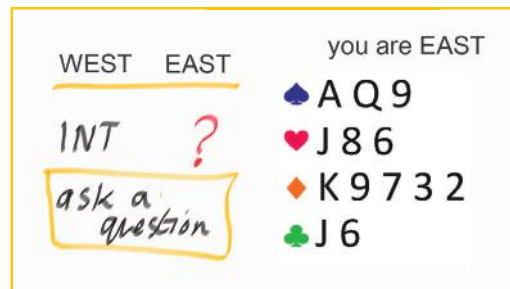 you are EAST
WEST EAST
1NT ?
ask a
question
♠ A Q 9
♥ J 8 6
♦ K 9 7 3 2
♣ J 6